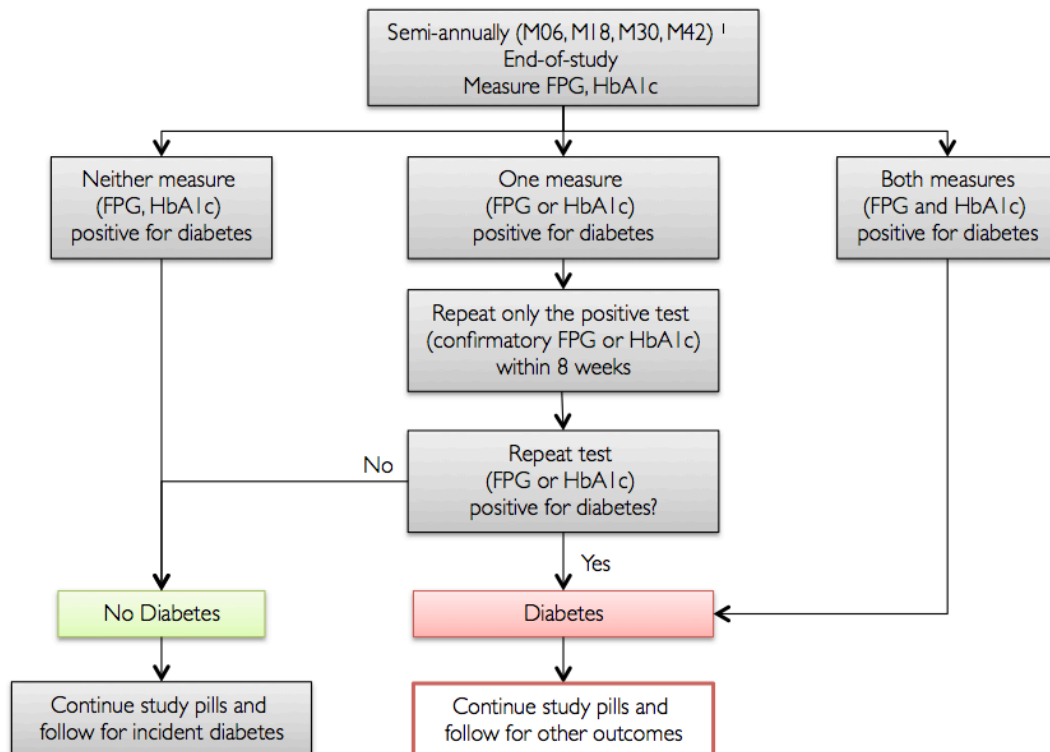 Semi-annually (M06, M18, M30, M42) ¹
End-of-study
Measure FPG, HbA1c
Neither measure
(FPG, HbA1c)
positive for diabetes
One measure
(FPG or HbA1c)
positive for diabetes
Both measures
(FPG and HbA1c)
positive for diabetes
Repeat only the positive test
(confirmatory FPG or HbA1c)
within 8 weeks
Repeat test
(FPG or HbA1c)
positive for diabetes?
No
Yes
No Diabetes
Diabetes
Continue study pills and
follow for incident diabetes
Continue study pills and
follow for other outcomes